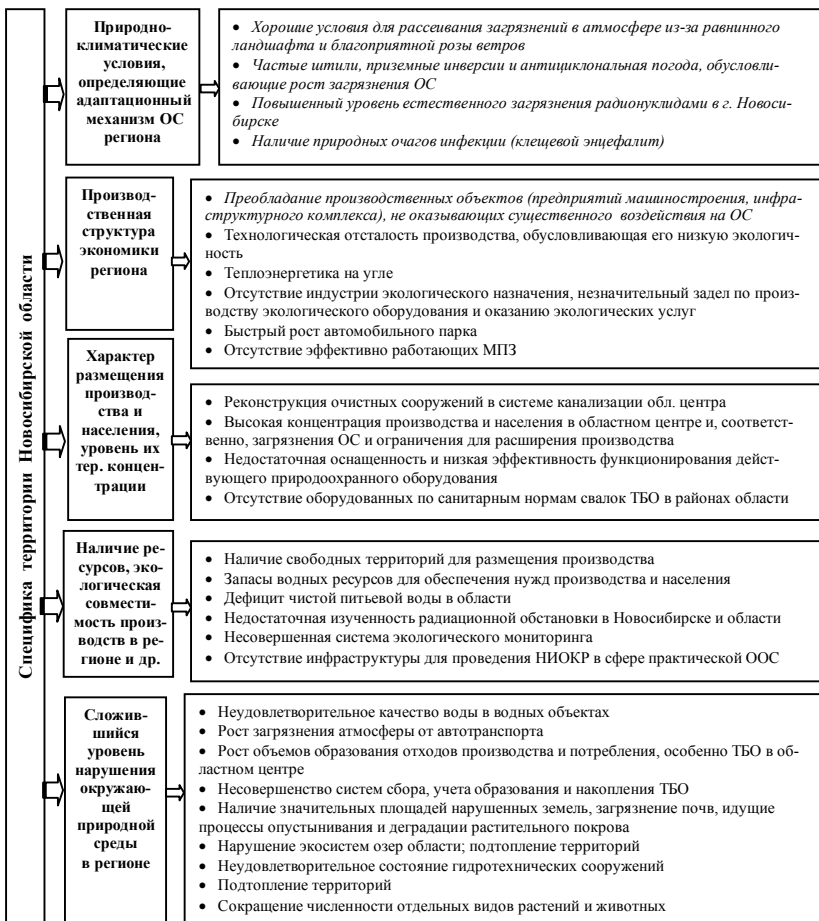 Специфика территории Новосибирской области
Природно-
климатические
условия,
определяющие
адаптационный
механизм ОС
региона
• Хорошие условия для рассеивания загрязнений в атмосфере из-за равнинного
ландшафта и благоприятной розы ветров
• Частые штили, приземные инверсии и антициклональная погода, обусловли-
вающие рост загрязнения ОС
• Повышенный уровень естественного загрязнения радионуклидами в г. Новоси-
бирске
• Наличие природных очагов инфекции (клещевой энцефалит)
Производ-
ственная
структура
экономики
региона
• Преобладание производственных объектов (предприятий машиностроения, инфра-
структурного комплекса), не оказывающих существенного воздействия на ОС
• Технологическая отсталость производства, обусловливающая его низкую экологич-
ность
• Теплоэнергетика на угле
• Отсутствие индустрии экологического назначения, незначительный задел по произ-
водству экологического оборудования и оказанию экологических услуг
• Быстрый рост автомобильного парка
• Отсутствие эффективно работающих МПЗ
Характер
размещения
производ-
ства и
населения,
уровень их
тер. концен-
трации
• Реконструкция очистных сооружений в системе канализации обл. центра
• Высокая концентрация производства и населения в областном центре и, соответст-
венно, загрязнения ОС и ограничения для расширения производства
• Недостаточная оснащенность и низкая эффективность функционирования дейст-
вующего природоохранного оборудования
• Отсутствие оборудованных по санитарным нормам свалок ТБО в районах области
Наличие ре-
сурсов, эко-
логическая
совмести-
мость произ-
водств в ре-
гионе и др.
• Наличие свободных территорий для размещения производства
• Запасы водных ресурсов для обеспечения нужд производства и населения
• Дефицит чистой питьевой воды в области
• Недостаточная изученность радиационной обстановки в Новосибирске и области
• Несовершенная система экологического мониторинга
• Отсутствие инфраструктуры для проведения НИОКР в сфере практической ООС
Сложив-
шийся
уровень
нарушения
окружаю-
щей
природной
среды
в регионе
• Неудовлетворительное качество воды в водных объектах
• Рост загрязнения атмосферы от автотранспорта
• Рост объемов образования отходов производства и потребления, особенно ТБО в об-
ластном центре
• Несовершенство систем сбора, учета образования и накопления ТБО
• Наличие значительных площадей нарушенных земель, загрязнение почв, идущие
процессы опустынивания и деградации растительного покрова
• Нарушение экосистем озер области; подтопление территорий
• Неудовлетворительное состояние гидротехнических сооружений
• Подтопление территорий
• Сокращение численности отдельных видов растений и животных